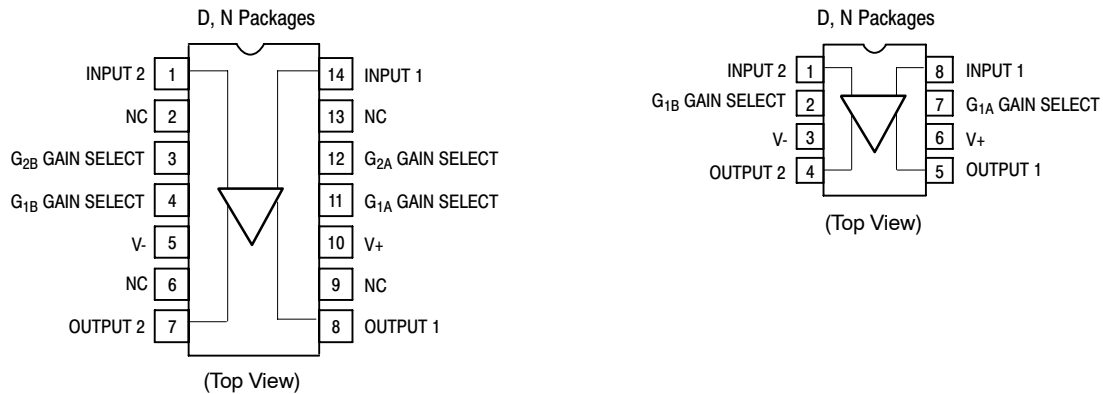 D, N Packages
INPUT 2 1 14 INPUT 1
NC 2 13 NC
G2B GAIN SELECT 3 12 G2A GAIN SELECT
G1B GAIN SELECT 4 11 G1A GAIN SELECT
V- 5 10 V+
NC 6 9 NC
OUTPUT 2 7 8 OUTPUT 1
(Top View)
D, N Packages
INPUT 2 1 8 INPUT 1
G1B GAIN SELECT 2 7 G1A GAIN SELECT
V- 3 6 V+
OUTPUT 2 4 5 OUTPUT 1
(Top View)